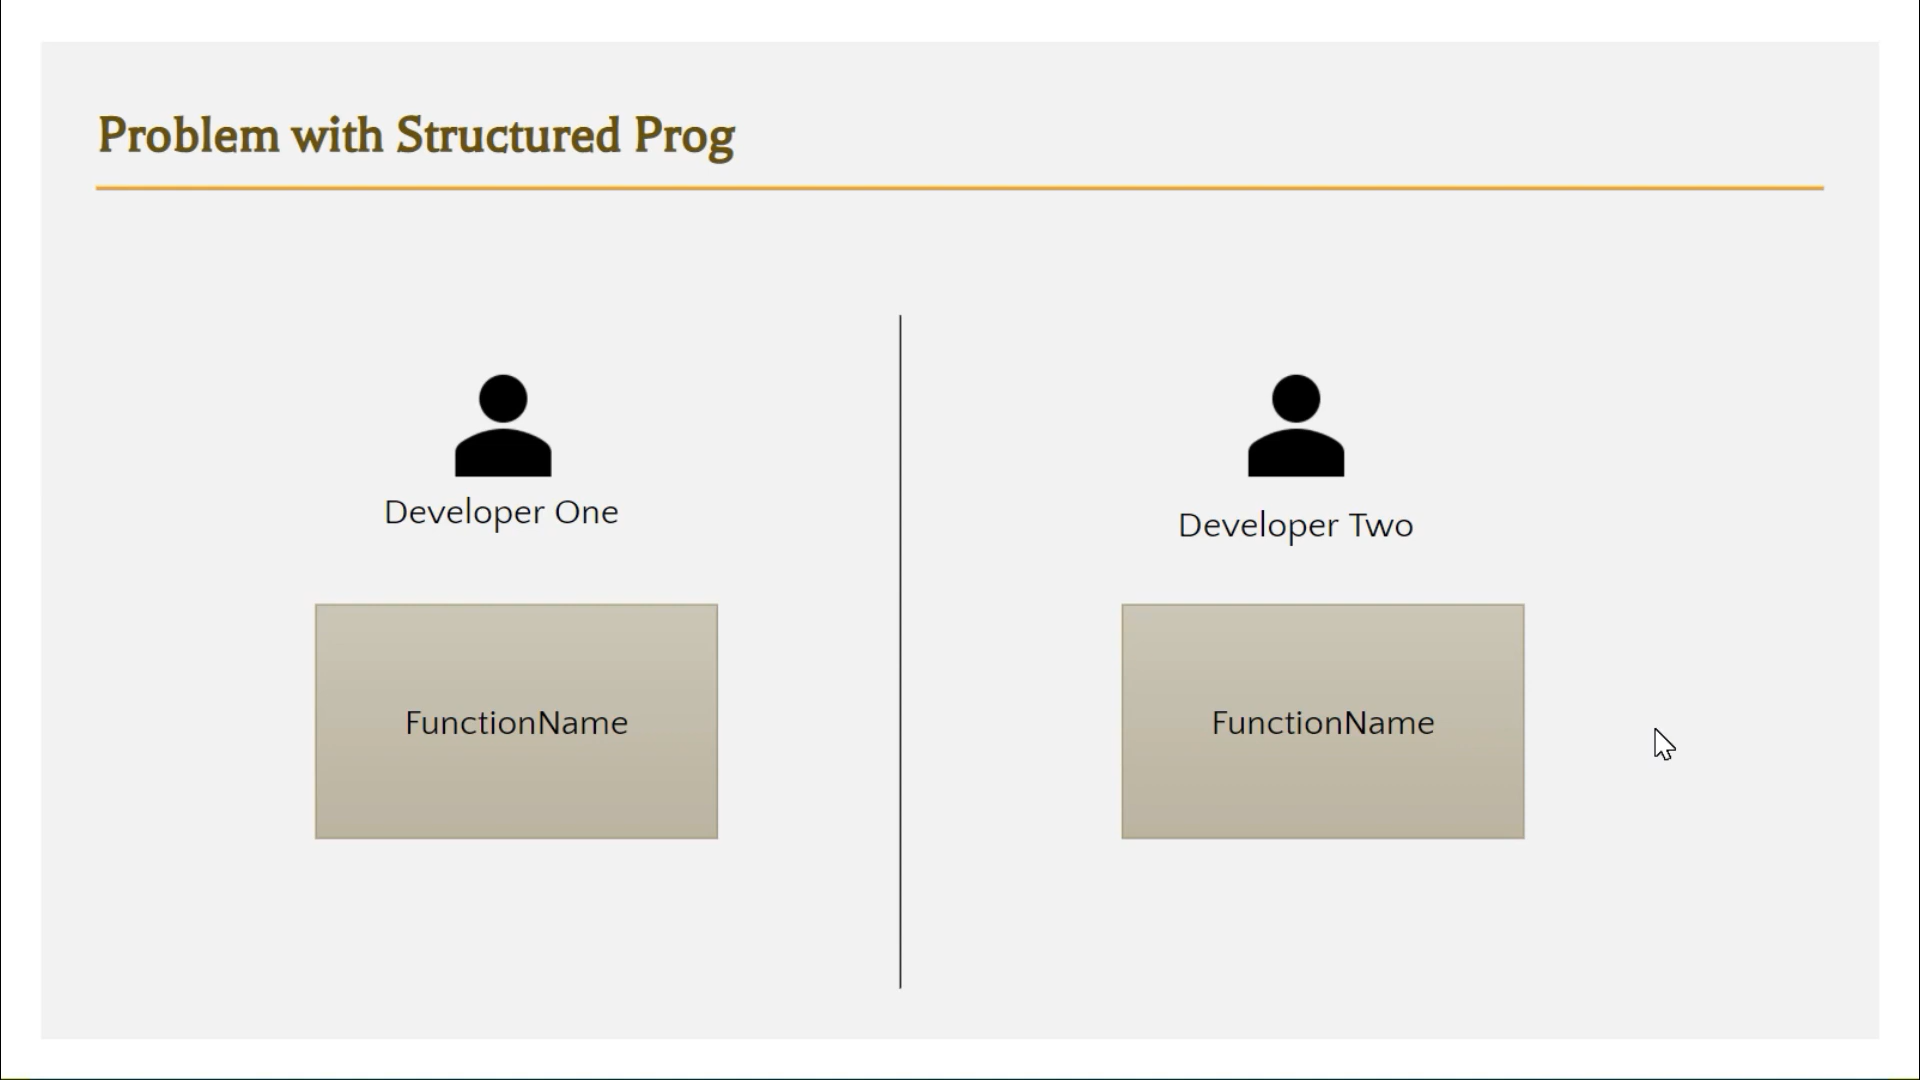 Problem with Structured Prog
Developer One
Developer Two
FunctionName
FunctionName